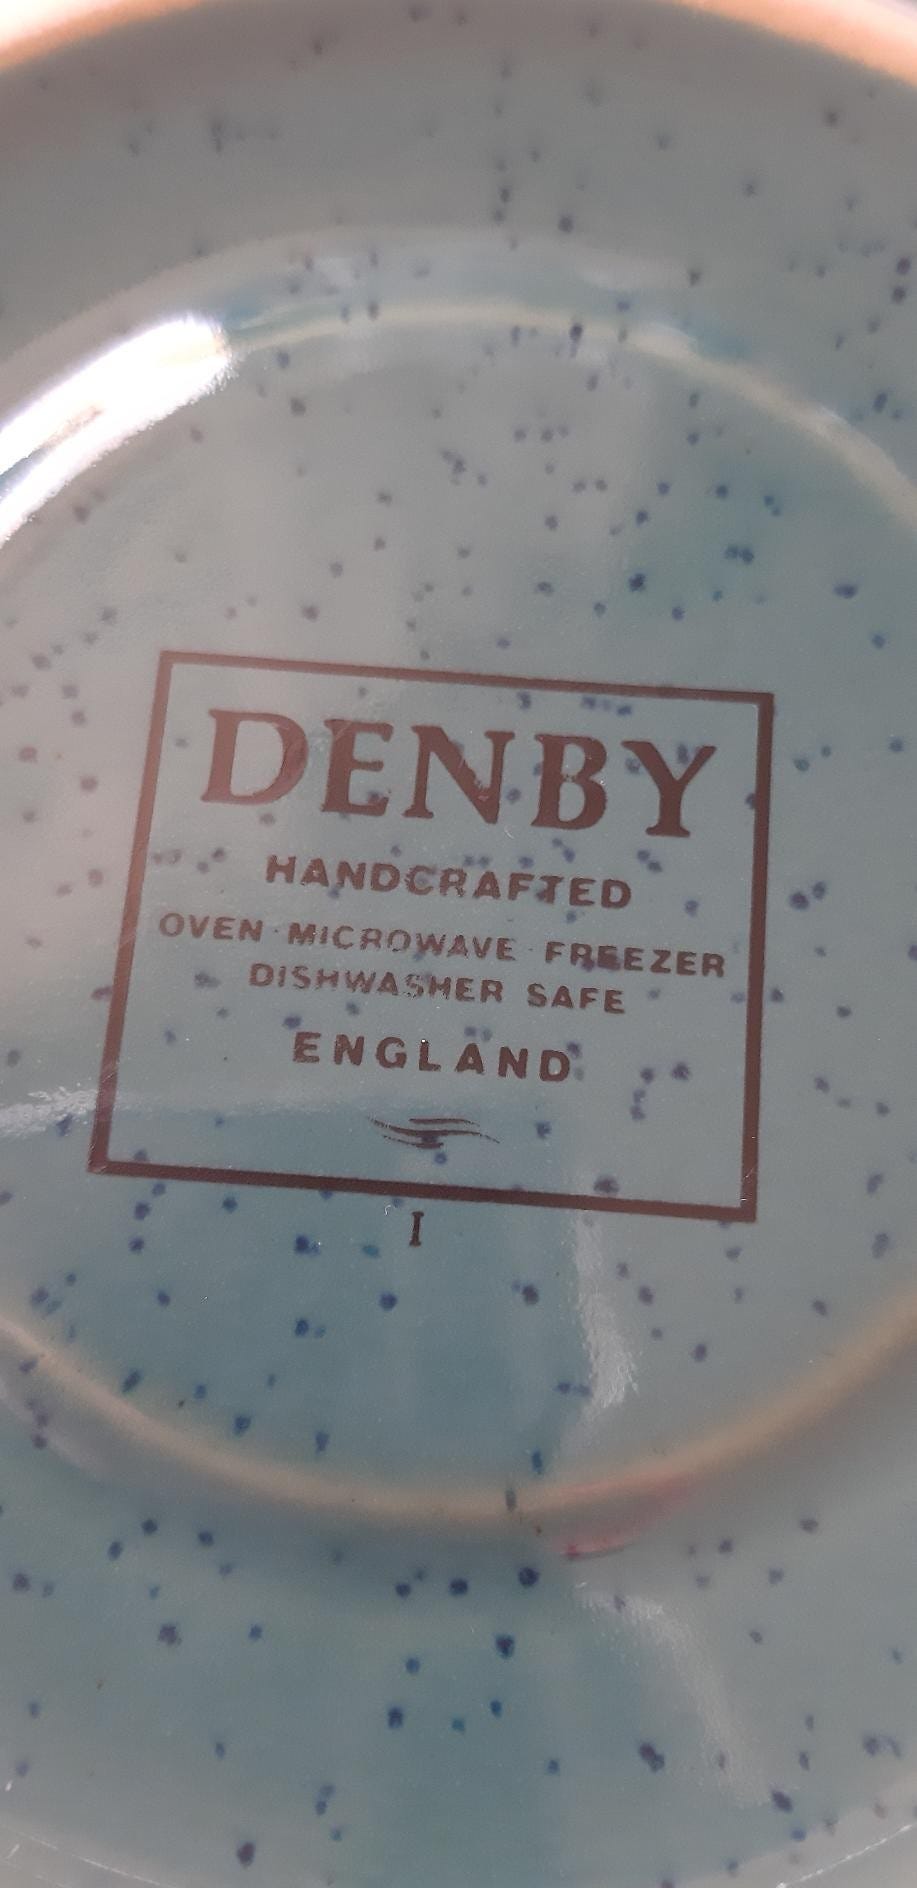 DENBY
HANDCRAFTED
OVEN · MICROWAVE · FREEZER
DISHWASHER SAFE
ENGLAND
I